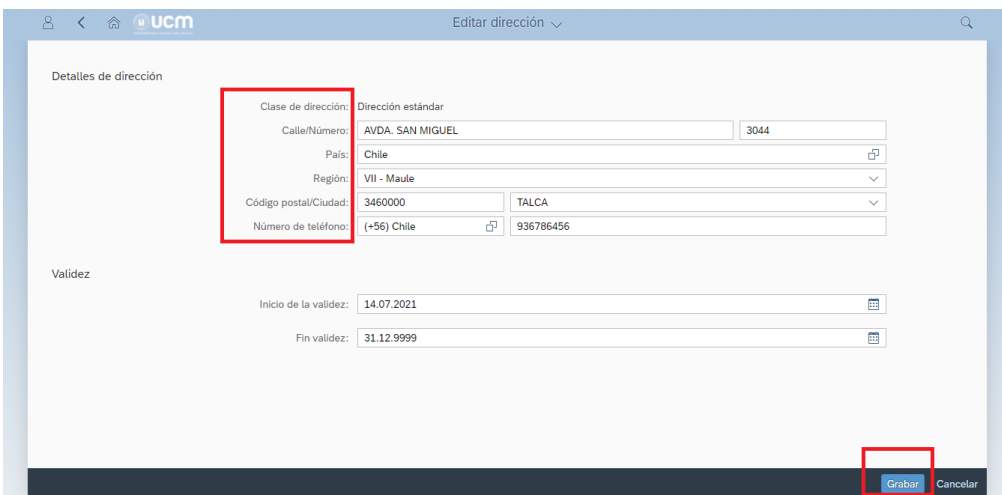 UCM
Editar dirección
Detalles de dirección
Clase de dirección: Dirección estándar
Calle/Número: AVDA. SAN MIGUEL 3044
País: Chile
Región: VII - Maule
Código postal/Ciudad: 3460000 TALCA
Número de teléfono: (+56) Chile 936786456
Validez
Inicio de la validez: 14.07.2021
Fin validez: 31.12.9999
Grabar Cancelar